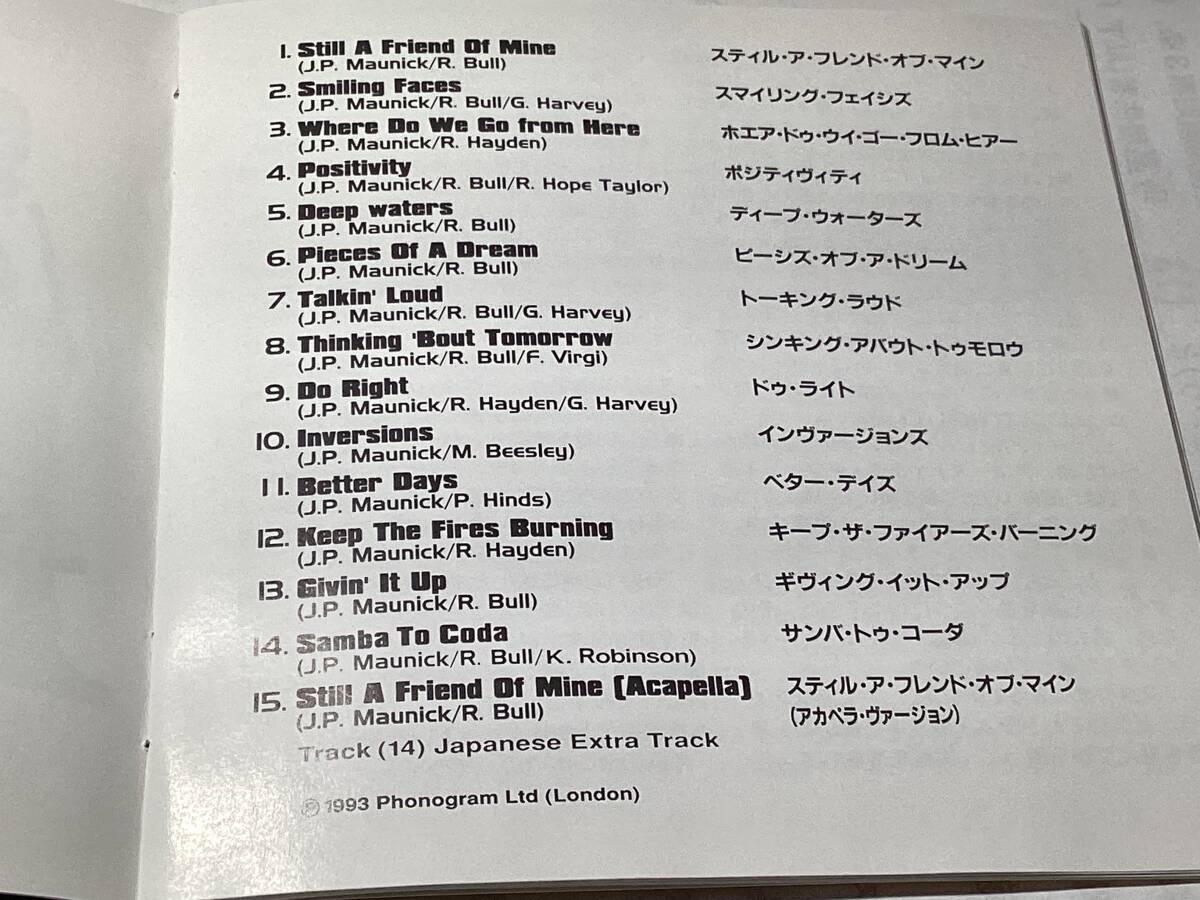 1. Still A Friend Of Mine スティル・ア・フレンド・オブ・マイン
(J.P. Maunick/R. Bull)
2. Smiling Faces スマイリング・フェイシズ
(J.P. Maunick/R. Bull/G. Harvey)
3. Where Do We Go from Here ホエア・ドゥ・ウイ・ゴー・フロム・ヒアー
(J.P. Maunick/R. Hayden)
4. Positivity ポジティヴィティ
(J.P. Maunick/R. Bull/R. Hope Taylor)
5. Deep waters ディープ・ウォーターズ
(J.P. Maunick/R. Bull)
6. Pieces Of A Dream ピーシズ・オブ・ア・ドリーム
(J.P. Maunick/R. Bull)
7. Talkin' Loud トーキング・ラウド
(J.P. Maunick/R. Bull/G. Harvey)
8. Thinking 'Bout Tomorrow シンキング・アバウト・トゥモロウ
(J.P. Maunick/R. Bull/F. Virgi)
9. Do Right ドゥ・ライト
(J.P. Maunick/R. Hayden/G. Harvey)
10. Inversions インヴァージョンズ
(J.P. Maunick/M. Beesley)
11. Better Days ベター・デイズ
(J.P. Maunick/P. Hinds)
12. Keep The Fires Burning キープ・ザ・ファイアーズ・バーニング
(J.P. Maunick/R. Hayden)
13. Givin' It Up ギヴィング・イット・アップ
(J.P. Maunick/R. Bull)
14. Samba To Coda サンバ・トゥ・コーダ
(J.P. Maunick/R. Bull/K. Robinson)
15. Still A Friend Of Mine (Acapella) スティル・ア・フレンド・オブ・マイン
(J.P. Maunick/R. Bull) (アカペラ・ヴァージョン)
Track (14) Japanese Extra Track
℗ 1993 Phonogram Ltd (London)